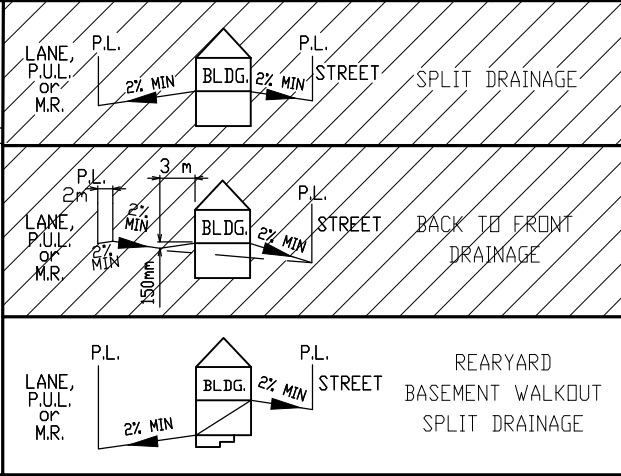 LANE,
P.U.L.
or
M.R.
P.L.
2% MIN
BLDG.
2% MIN
P.L.
STREET
SPLIT DRAINAGE
3 m
P.L.
2m
LANE,
P.U.L.
or
M.R.
2%
MIN
2%
MIN
150mm
BLDG.
2% MIN
P.L.
STREET
BACK TO FRONT
DRAINAGE
P.L.
LANE,
P.U.L.
or
M.R.
2% MIN
BLDG.
2% MIN
P.L.
STREET
REARYARD
BASEMENT WALKOUT
SPLIT DRAINAGE